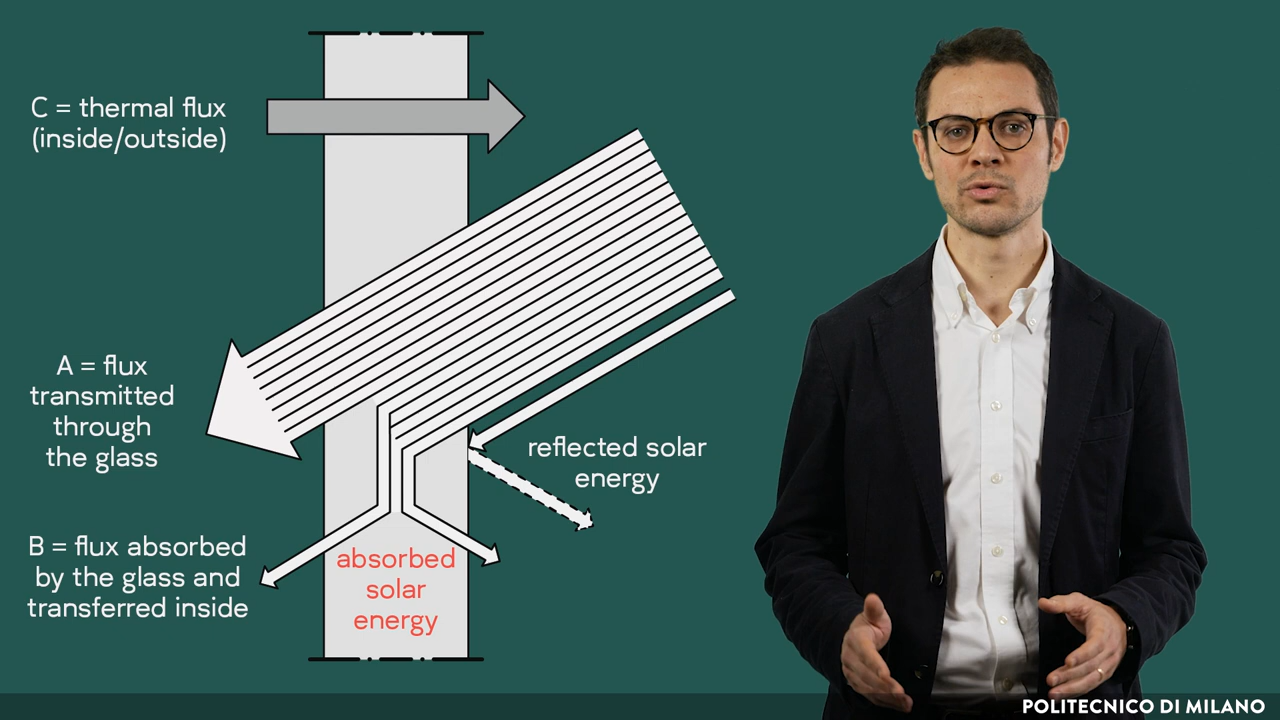 C = thermal flux
(inside/outside)
A = flux
transmitted
through
the glass
reflected solar
energy
B = flux absorbed
by the glass and
transferred inside
absorbed
solar
energy
POLITECNICO DI MILANO